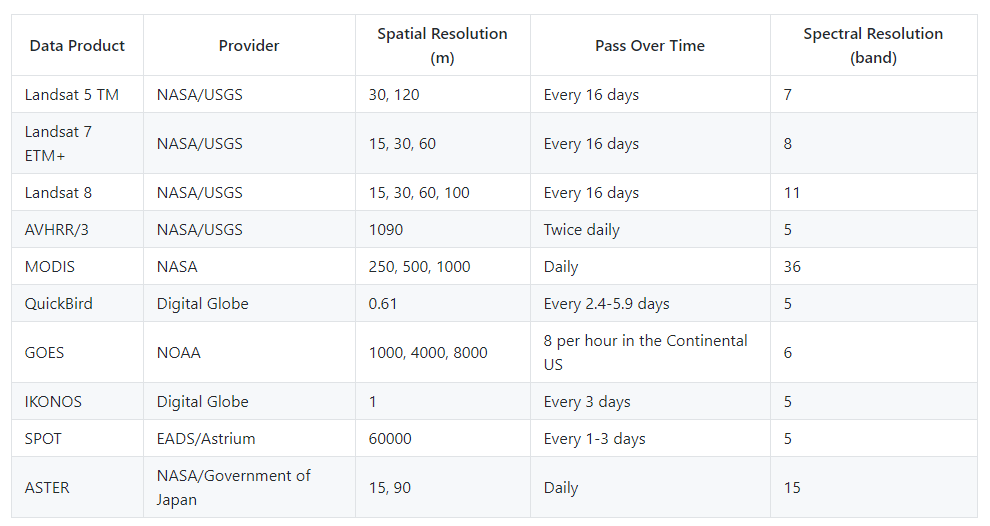 Data Product Provider Spatial Resolution (m) Pass Over Time Spectral Resolution (band)
Landsat 5 TM NASA/USGS 30, 120 Every 16 days 7
Landsat 7 ETM+ NASA/USGS 15, 30, 60 Every 16 days 8
Landsat 8 NASA/USGS 15, 30, 60, 100 Every 16 days 11
AVHRR/3 NASA/USGS 1090 Twice daily 5
MODIS NASA 250, 500, 1000 Daily 36
QuickBird Digital Globe 0.61 Every 2.4-5.9 days 5
GOES NOAA 1000, 4000, 8000 8 per hour in the Continental US 6
IKONOS Digital Globe 1 Every 3 days 5
SPOT EADS/Astrium 60000 Every 1-3 days 5
ASTER NASA/Government of Japan 15, 90 Daily 15